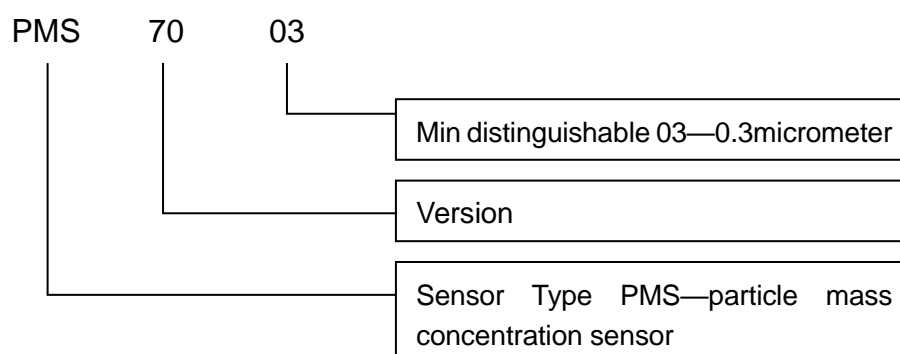 PMS 70 03
Min distinguishable 03—0.3micrometer
Version
Sensor Type PMS—particle mass
concentration sensor